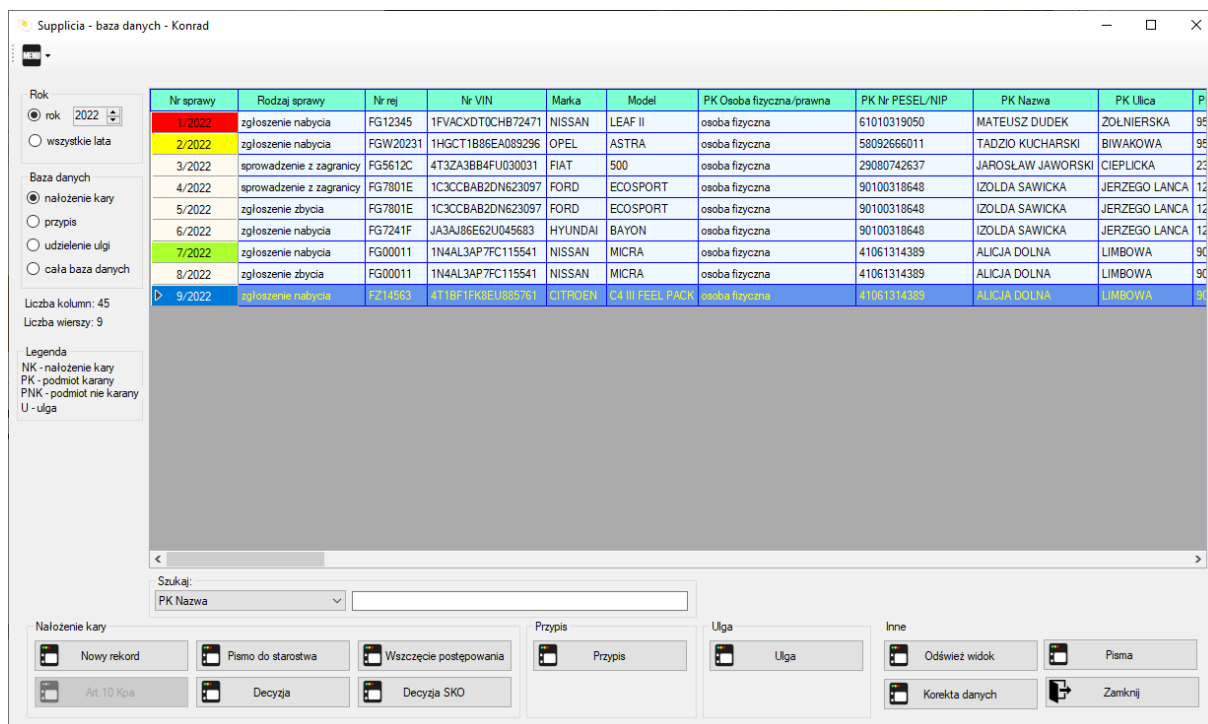 Supplicia - baza danych - Konrad
Rok
rok 2022
wszystkie lata
Baza danych
nałożenie kary
przypis
udzielenie ulgi
cała baza danych
Liczba kolumn: 45
Liczba wierszy: 9
Legenda
NK - nałożenie kary
PK - podmiot karany
PNK - podmiot nie karany
U - ulga
Nr sprawy Rodzaj sprawy Nr rej Nr VIN Marka Model PK Osoba fizyczna/prawna PK Nr PESEL/NIP PK Nazwa PK Ulica P
1/2022 zgłoszenie nabycia FG12345 1FVACXDT0CHB72471 NISSAN LEAF II osoba fizyczna 61010319050 MATEUSZ DUDEK ŻOŁNIERSKA 95
2/2022 zgłoszenie nabycia FGW20231 1HGCT1B86EA089296 OPEL ASTRA osoba fizyczna 58092666011 TADZIO KUCHARSKI BIWAKOWA 95
3/2022 sprowadzenie z zagranicy FG5612C 4T3ZA3BB4FU030031 FIAT 500 osoba fizyczna 29080742637 JAROSŁAW JAWORSKI CIEPLICKA 23
4/2022 sprowadzenie z zagranicy FG7801E 1C3CCBAB2DN623097 FORD ECOSPORT osoba fizyczna 90100318648 IZOLDA SAWICKA JERZEGO LANCA 12
5/2022 zgłoszenie zbycia FG7801E 1C3CCBAB2DN623097 FORD ECOSPORT osoba fizyczna 90100318648 IZOLDA SAWICKA JERZEGO LANCA 12
6/2022 zgłoszenie nabycia FG7241F JA3AJ86E62U045683 HYUNDAI BAYON osoba fizyczna 90100318648 IZOLDA SAWICKA JERZEGO LANCA 12
7/2022 zgłoszenie nabycia FG00011 1N4AL3AP7FC115541 NISSAN MICRA osoba fizyczna 41061314389 ALICJA DOLNA LIMBOWA 90
8/2022 zgłoszenie zbycia FG00011 1N4AL3AP7FC115541 NISSAN MICRA osoba fizyczna 41061314389 ALICJA DOLNA LIMBOWA 90
9/2022 zgłoszenie nabycia FZ14563 4T1BF1FK8EU885761 CITROEN C4 III FEEL PACK osoba fizyczna 41061314389 ALICJA DOLNA LIMBOWA 90
Szukaj:
PK Nazwa
Nałożenie kary
Nowy rekord Pismo do starostwa Wszczęcie postępowania
Art.10 Kpa Decyzja Decyzja SKO
Przypis
Przypis
Ulga
Ulga
Inne
Odśwież widok Pisma
Korekta danych Zamknij